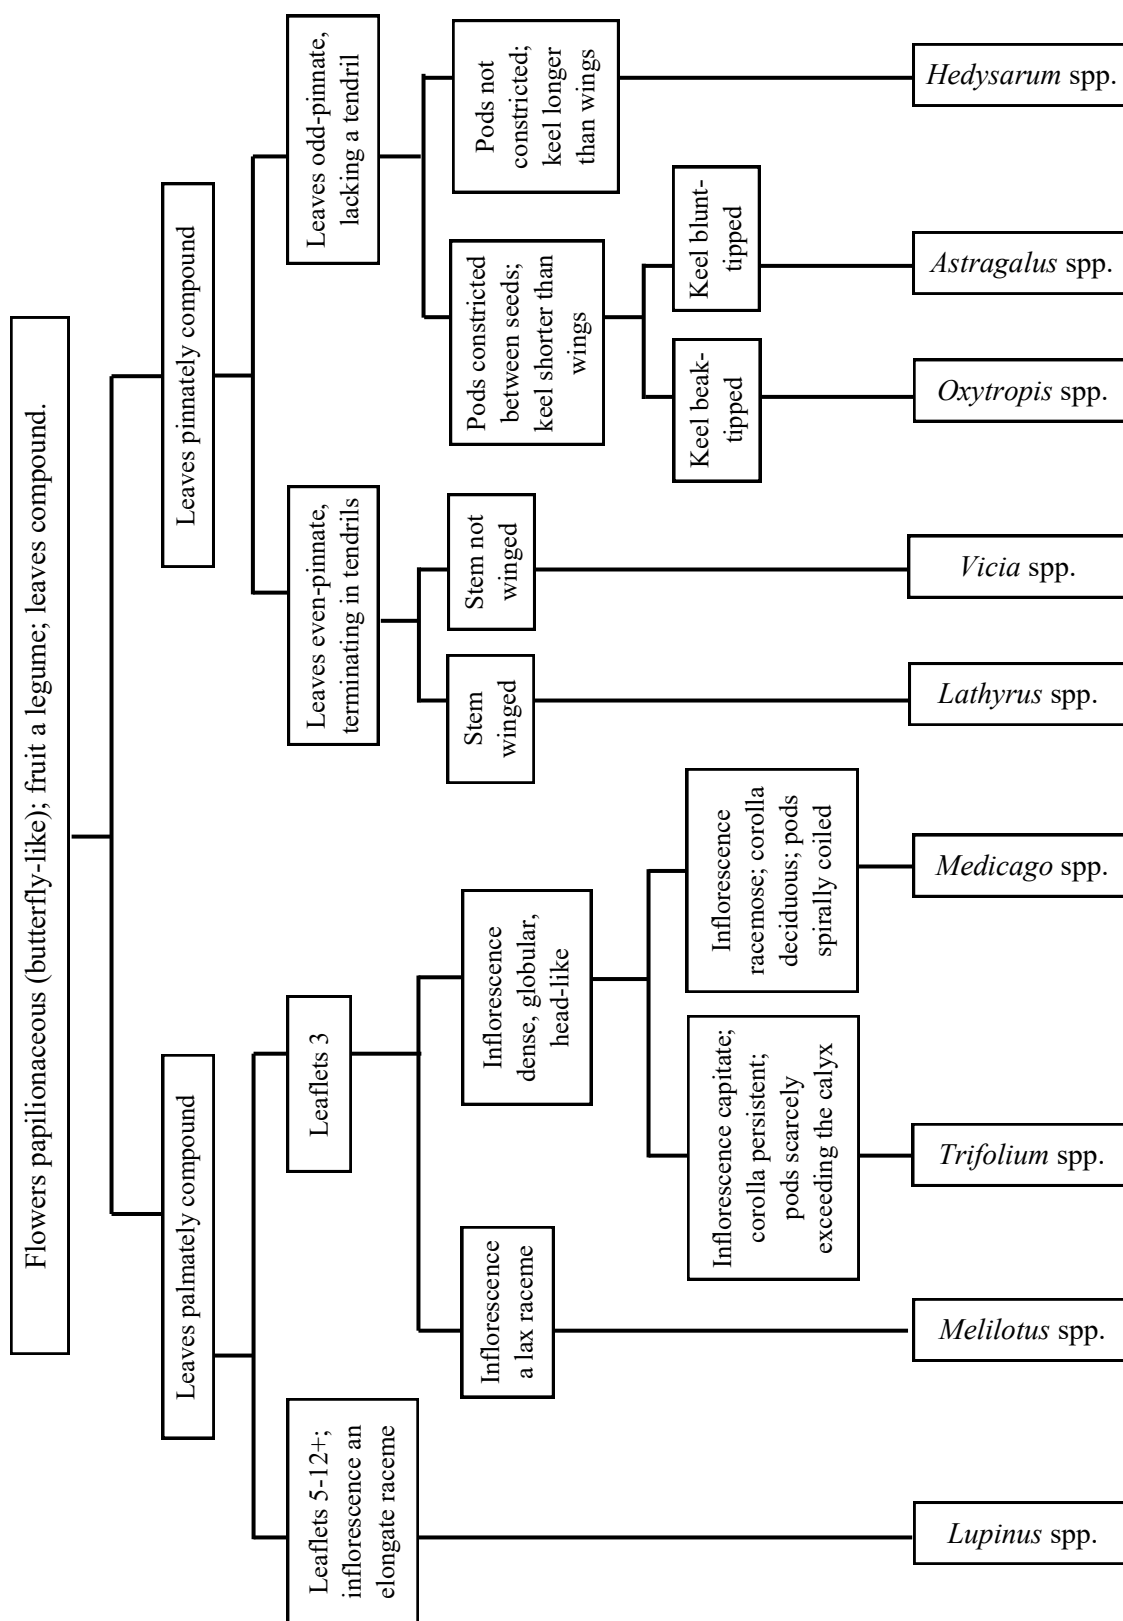 Flowers papilionaceous (butterfly-like); fruit a legume; leaves compound.
Leaves palmately compound
Leaves pinnately compound
Leaflets 5-12+;
inflorescence an
elongate raceme
Leaflets 3
Leaves even-pinnate,
terminating in tendrils
Leaves odd-pinnate,
lacking a tendril
Inflorescence
a lax raceme
Inflorescence
dense, globular,
head-like
Stem
winged
Stem not
winged
Pods constricted
between seeds;
keel shorter than
wings
Pods not
constricted;
keel longer
than wings
Inflorescence capitate;
corolla persistent;
pods scarcely
exceeding the calyx
Inflorescence
racemose; corolla
deciduous; pods
spirally coiled
Keel beak-
tipped
Keel blunt-
tipped
Lupinus spp.
Melilotus spp.
Trifolium spp.
Medicago spp.
Lathyrus spp.
Vicia spp.
Oxytropis spp.
Astragalus spp.
Hedysarum spp.